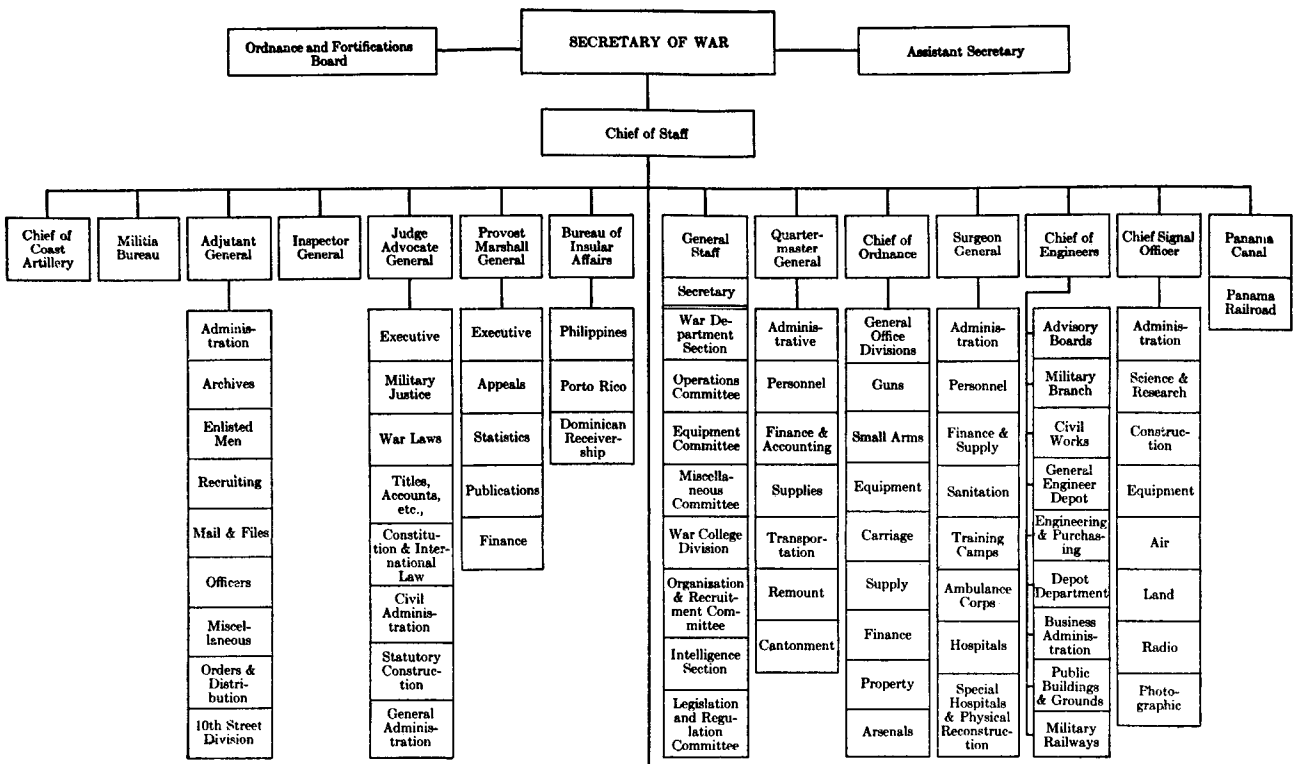 Ordnance and Fortifications
Board
SECRETARY OF WAR
Assistant Secretary
Chief of Staff
Chief of
Coast
Artillery
Militia
Bureau
Adjutant
General
Inspector
General
Judge
Advocate
General
Provost
Marshall
General
Bureau of
Insular
Affairs
General
Staff
Quarter-
master
General
Chief of
Ordnance
Surgeon
General
Chief of
Engineers
Chief Signal
Officer
Panama
Canal
Panama
Railroad
Adminis-
tration
Archives
Enlisted
Men
Recruiting
Mail & Files
Officers
Miscel-
laneous
Orders &
Distri-
bution
10th Street
Division
Executive
Military
Justice
War Laws
Titles,
Accounts,
etc.,
Constitu-
tion & Inter-
national
Law
Civil
Adminis-
tration
Statutory
Construc-
tion
General
Adminis-
tration
Executive
Appeals
Statistics
Publications
Finance
Philippines
Porto Rico
Dominican
Receiver-
ship
Secretary
War De-
partment
Section
Operations
Committee
Equipment
Committee
Miscella-
neous
Committee
War College
Division
Organization
& Recruit-
ment Com-
mittee
Intelligence
Section
Legislation
and Regu-
lation
Committee
Adminis-
trative
Personnel
Finance &
Accounting
Supplies
Transpor-
tation
Remount
Cantonment
General
Office
Divisions
Guns
Small Arms
Equipment
Carriage
Supply
Finance
Property
Arsenals
Adminis-
tration
Personnel
Finance &
Supply
Sanitation
Training
Camps
Ambulance
Corps
Hospitals
Special
Hospitals
& Physical
Reconstruc-
tion
Advisory
Boards
Military
Branch
Civil
Works
General
Engineer
Depot
Engineering
& Purchas-
ing
Depot
Department
Business
Adminis-
tration
Public
Buildings
& Grounds
Military
Railways
Adminis-
tration
Science &
Research
Construc-
tion
Equipment
Air
Land
Radio
Photo-
graphic